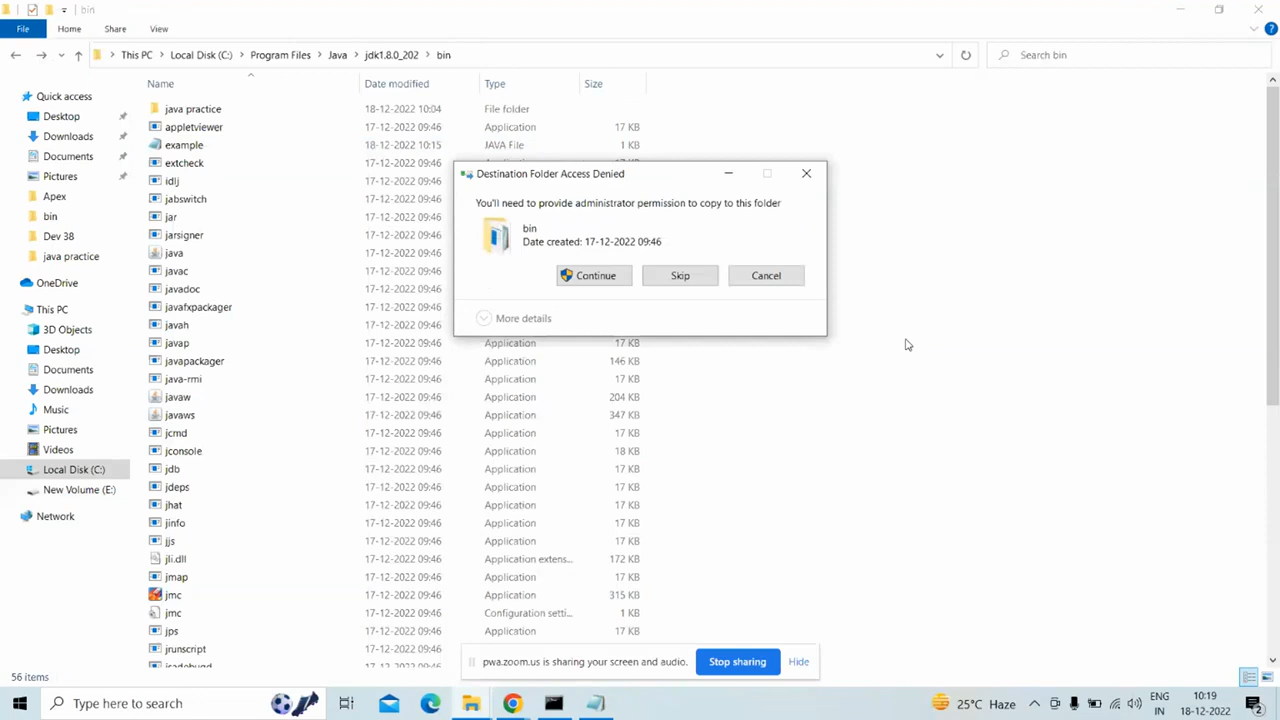 bin
File Home Share View
This PC Local Disk (C:) Program Files Java jdk1.8.0_202 bin Search bin
Name Date modified Type Size
Quick access
Desktop
Downloads
Documents
Pictures
Apex
bin
Dev 38
java practice
OneDrive
This PC
3D Objects
Desktop
Documents
Downloads
Music
Pictures
Videos
Local Disk (C:)
New Volume (E:)
Network
java practice 18-12-2022 10:04 File folder
appletviewer 17-12-2022 09:46 Application 17 KB
example 18-12-2022 10:15 JAVA File 1 KB
extcheck 17-12-2022 09:46
idlj 17-12-2022 09:46
jabswitch 17-12-2022 09:46
jar 17-12-2022 09:46
jarsigner 17-12-2022 09:46
java 17-12-2022 09:46
javac 17-12-2022 09:46
javadoc 17-12-2022 09:46
javafxpackager 17-12-2022 09:46
javah 17-12-2022 09:46
javap 17-12-2022 09:46 Application 17 KB
javapackager 17-12-2022 09:46 Application 146 KB
java-rmi 17-12-2022 09:46 Application 17 KB
javaw 17-12-2022 09:46 Application 204 KB
javaws 17-12-2022 09:46 Application 347 KB
jcmd 17-12-2022 09:46 Application 17 KB
jconsole 17-12-2022 09:46 Application 18 KB
jdb 17-12-2022 09:46 Application 17 KB
jdeps 17-12-2022 09:46 Application 17 KB
jhat 17-12-2022 09:46 Application 17 KB
jinfo 17-12-2022 09:46 Application 17 KB
jjs 17-12-2022 09:46 Application 17 KB
jli.dll 17-12-2022 09:46 Application exten... 172 KB
jmap 17-12-2022 09:46 Application 17 KB
jmc 17-12-2022 09:46 Application 315 KB
jmc 17-12-2022 09:46 Configuration setti... 1 KB
jps 17-12-2022 09:46 Application 17 KB
jrunscript 17-12-2022 09:46
jsadebugd 17-12-2022 09:46
Destination Folder Access Denied
You'll need to provide administrator permission to copy to this folder
bin
Date created: 17-12-2022 09:46
Continue Skip Cancel
More details
pwa.zoom.us is sharing your screen and audio. Stop sharing Hide
56 items
Type here to search
25°C Haze
ENG
IN
10:19
18-12-2022
2